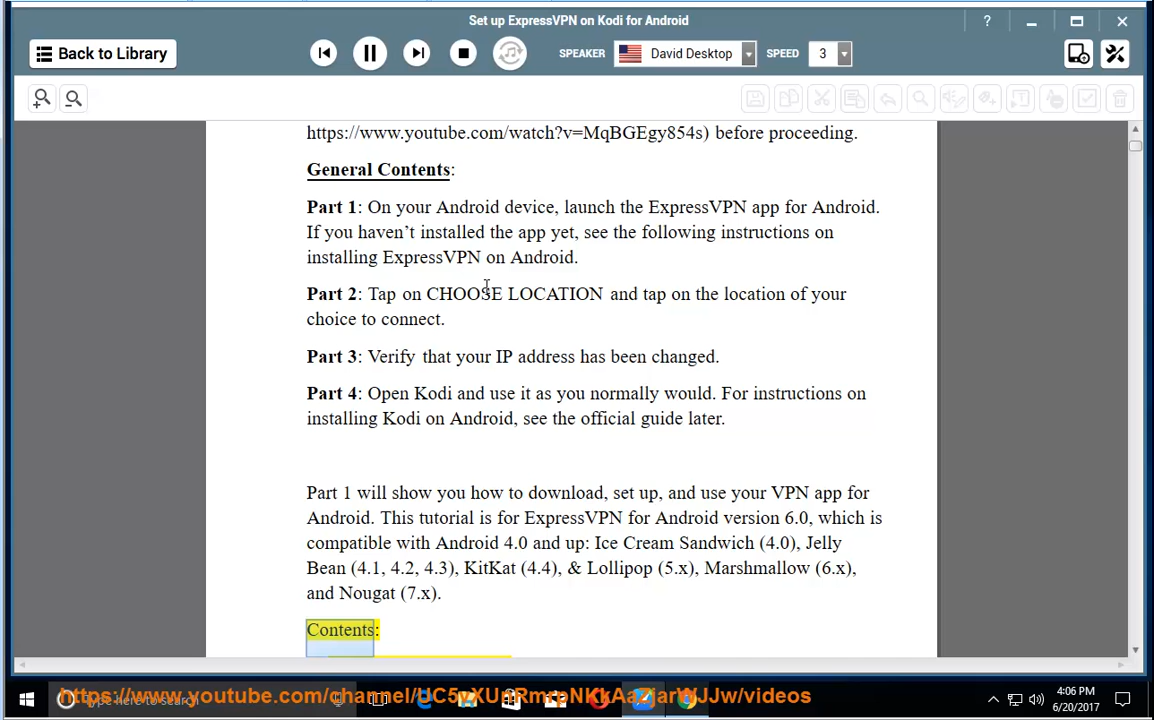 Set up ExpressVPN on Kodi for Android
?
Back to Library
SPEAKER
David Desktop
SPEED
3
https://www.youtube.com/watch?v=MqBGEgy854s) before proceeding.
General Contents:
Part 1: On your Android device, launch the ExpressVPN app for Android.
If you haven’t installed the app yet, see the following instructions on
installing ExpressVPN on Android.
Part 2: Tap on CHOOSE LOCATION and tap on the location of your
choice to connect.
Part 3: Verify that your IP address has been changed.
Part 4: Open Kodi and use it as you normally would. For instructions on
installing Kodi on Android, see the official guide later.
Part 1 will show you how to download, set up, and use your VPN app for
Android. This tutorial is for ExpressVPN for Android version 6.0, which is
compatible with Android 4.0 and up: Ice Cream Sandwich (4.0), Jelly
Bean (4.1, 4.2, 4.3), KitKat (4.4), & Lollipop (5.x), Marshmallow (6.x),
and Nougat (7.x).
Contents:
Type here to search
4:06 PM
6/20/2017